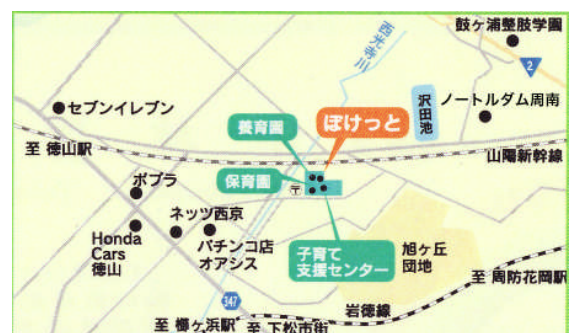 鼓ヶ浦整肢学園
2
西光寺川
セブンイレブン
沢田池
ノートルダム周南
養育園
ぽけっと
至 徳山駅
山陽新幹線
ポプラ
保育園
〒
ネッツ西京
Honda
Cars
徳山
パチンコ店
オアシス
子育て
支援センター
旭ヶ丘
団地
至 周防花岡駅
347
岩徳線
至 櫛ヶ浜駅
至 下松市街